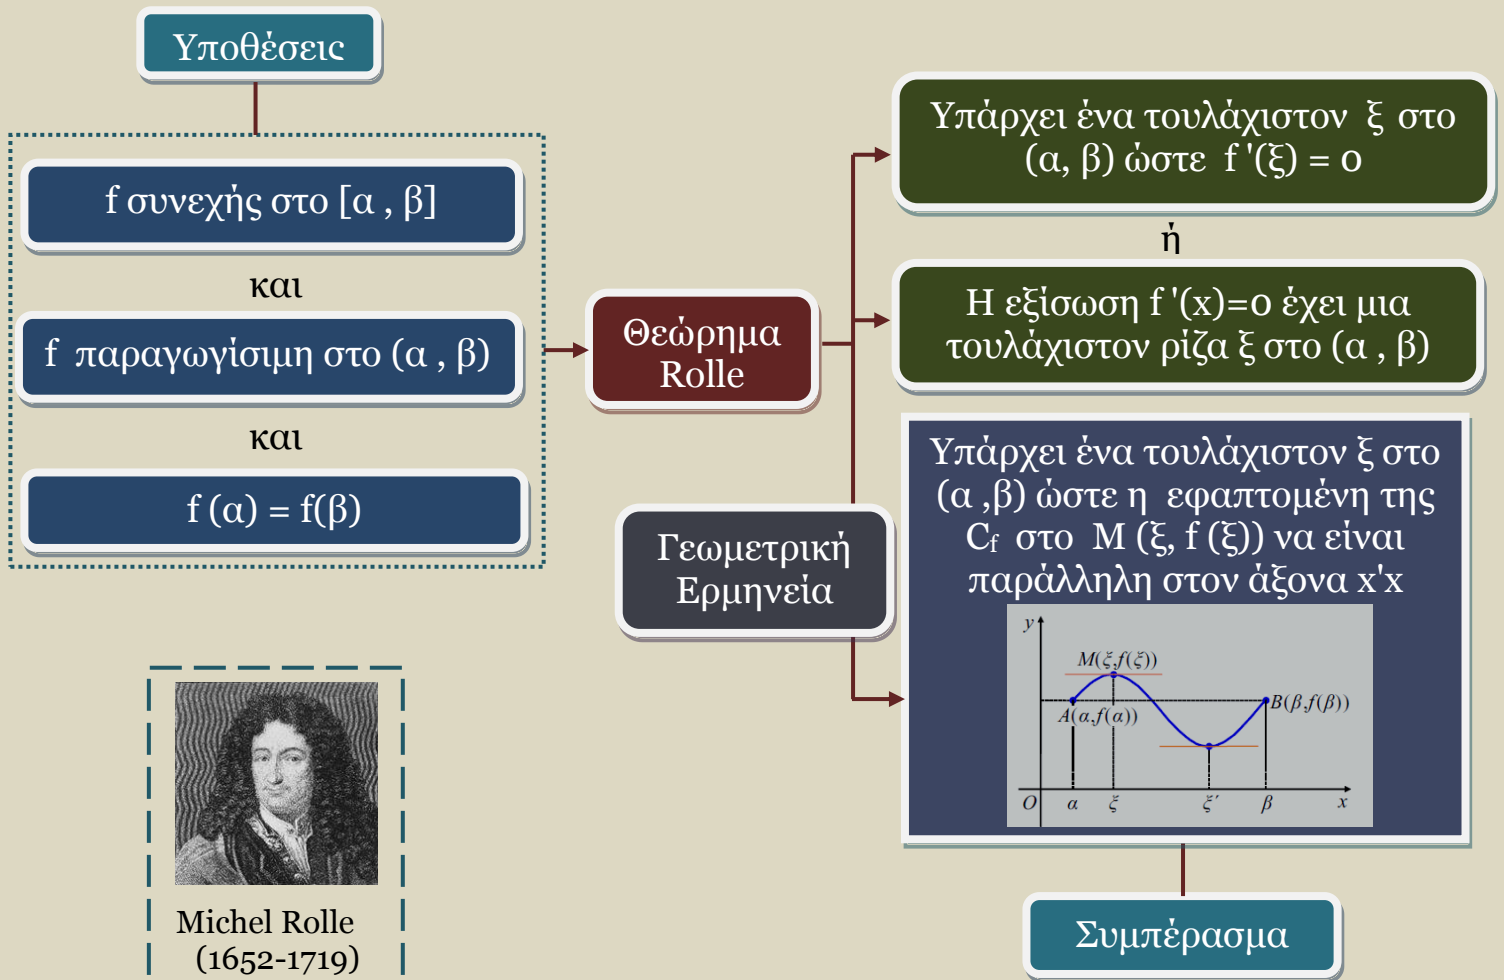 Υποθέσεις
f συνεχής στο [α , β]
και
f παραγωγίσιμη στο (α , β)
και
f (α) = f(β)
Θεώρημα
Rolle
Υπάρχει ένα τουλάχιστον ξ στο
(α, β) ώστε f '(ξ) = 0
ή
Η εξίσωση f '(x)=0 έχει μια
τουλάχιστον ρίζα ξ στο (α , β)
Γεωμετρική
Ερμηνεία
Υπάρχει ένα τουλάχιστον ξ στο
(α ,β) ώστε η εφαπτομένη της
Cf στο M (ξ, f (ξ)) να είναι
παράλληλη στον άξονα x'x
y
M(ξ,f(ξ))
A(α,f(α))
B(β,f(β))
O α ξ ξ′ β x
Συμπέρασμα
Michel Rolle
(1652-1719)